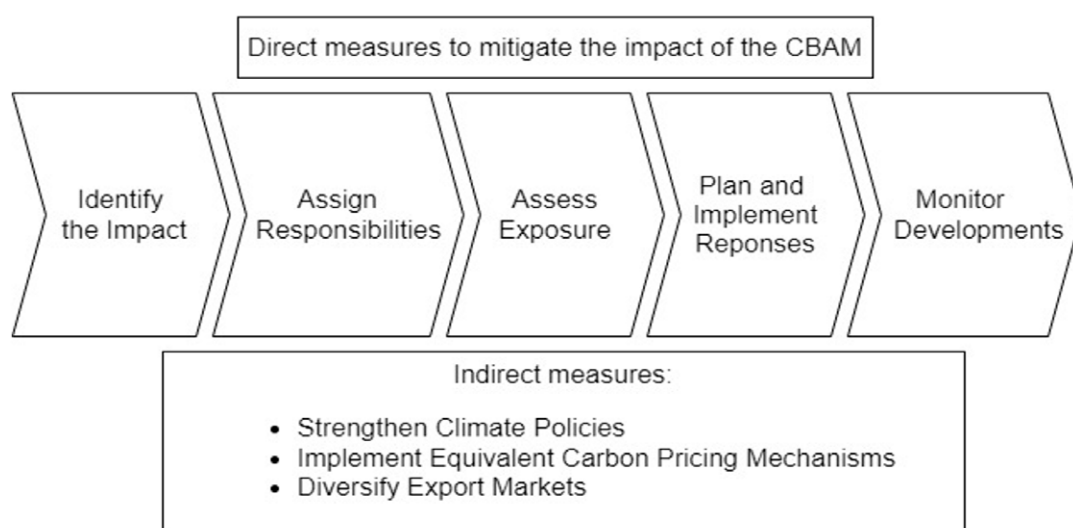 Direct measures to mitigate the impact of the CBAM
Identify
the Impact
Assign
Responsibilities
Assess
Exposure
Plan and
Implement
Reponses
Monitor
Developments
Indirect measures:
• Strengthen Climate Policies
• Implement Equivalent Carbon Pricing Mechanisms
• Diversify Export Markets